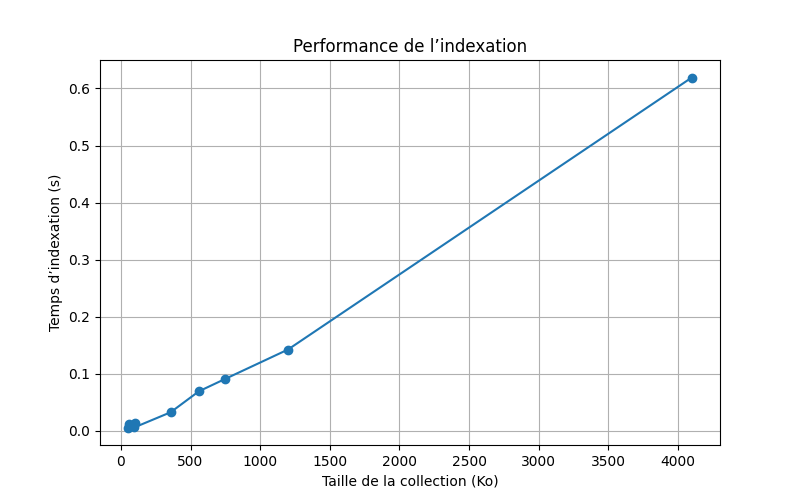 Performance de l’indexation
Temps d’indexation (s)
0.6
0.5
0.4
0.3
0.2
0.1
0.0
0 500 1000 1500 2000 2500 3000 3500 4000
Taille de la collection (Ko)